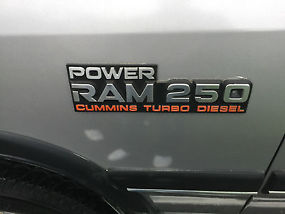 POWER
RAM 250
CUMMINS TURBO DIESEL